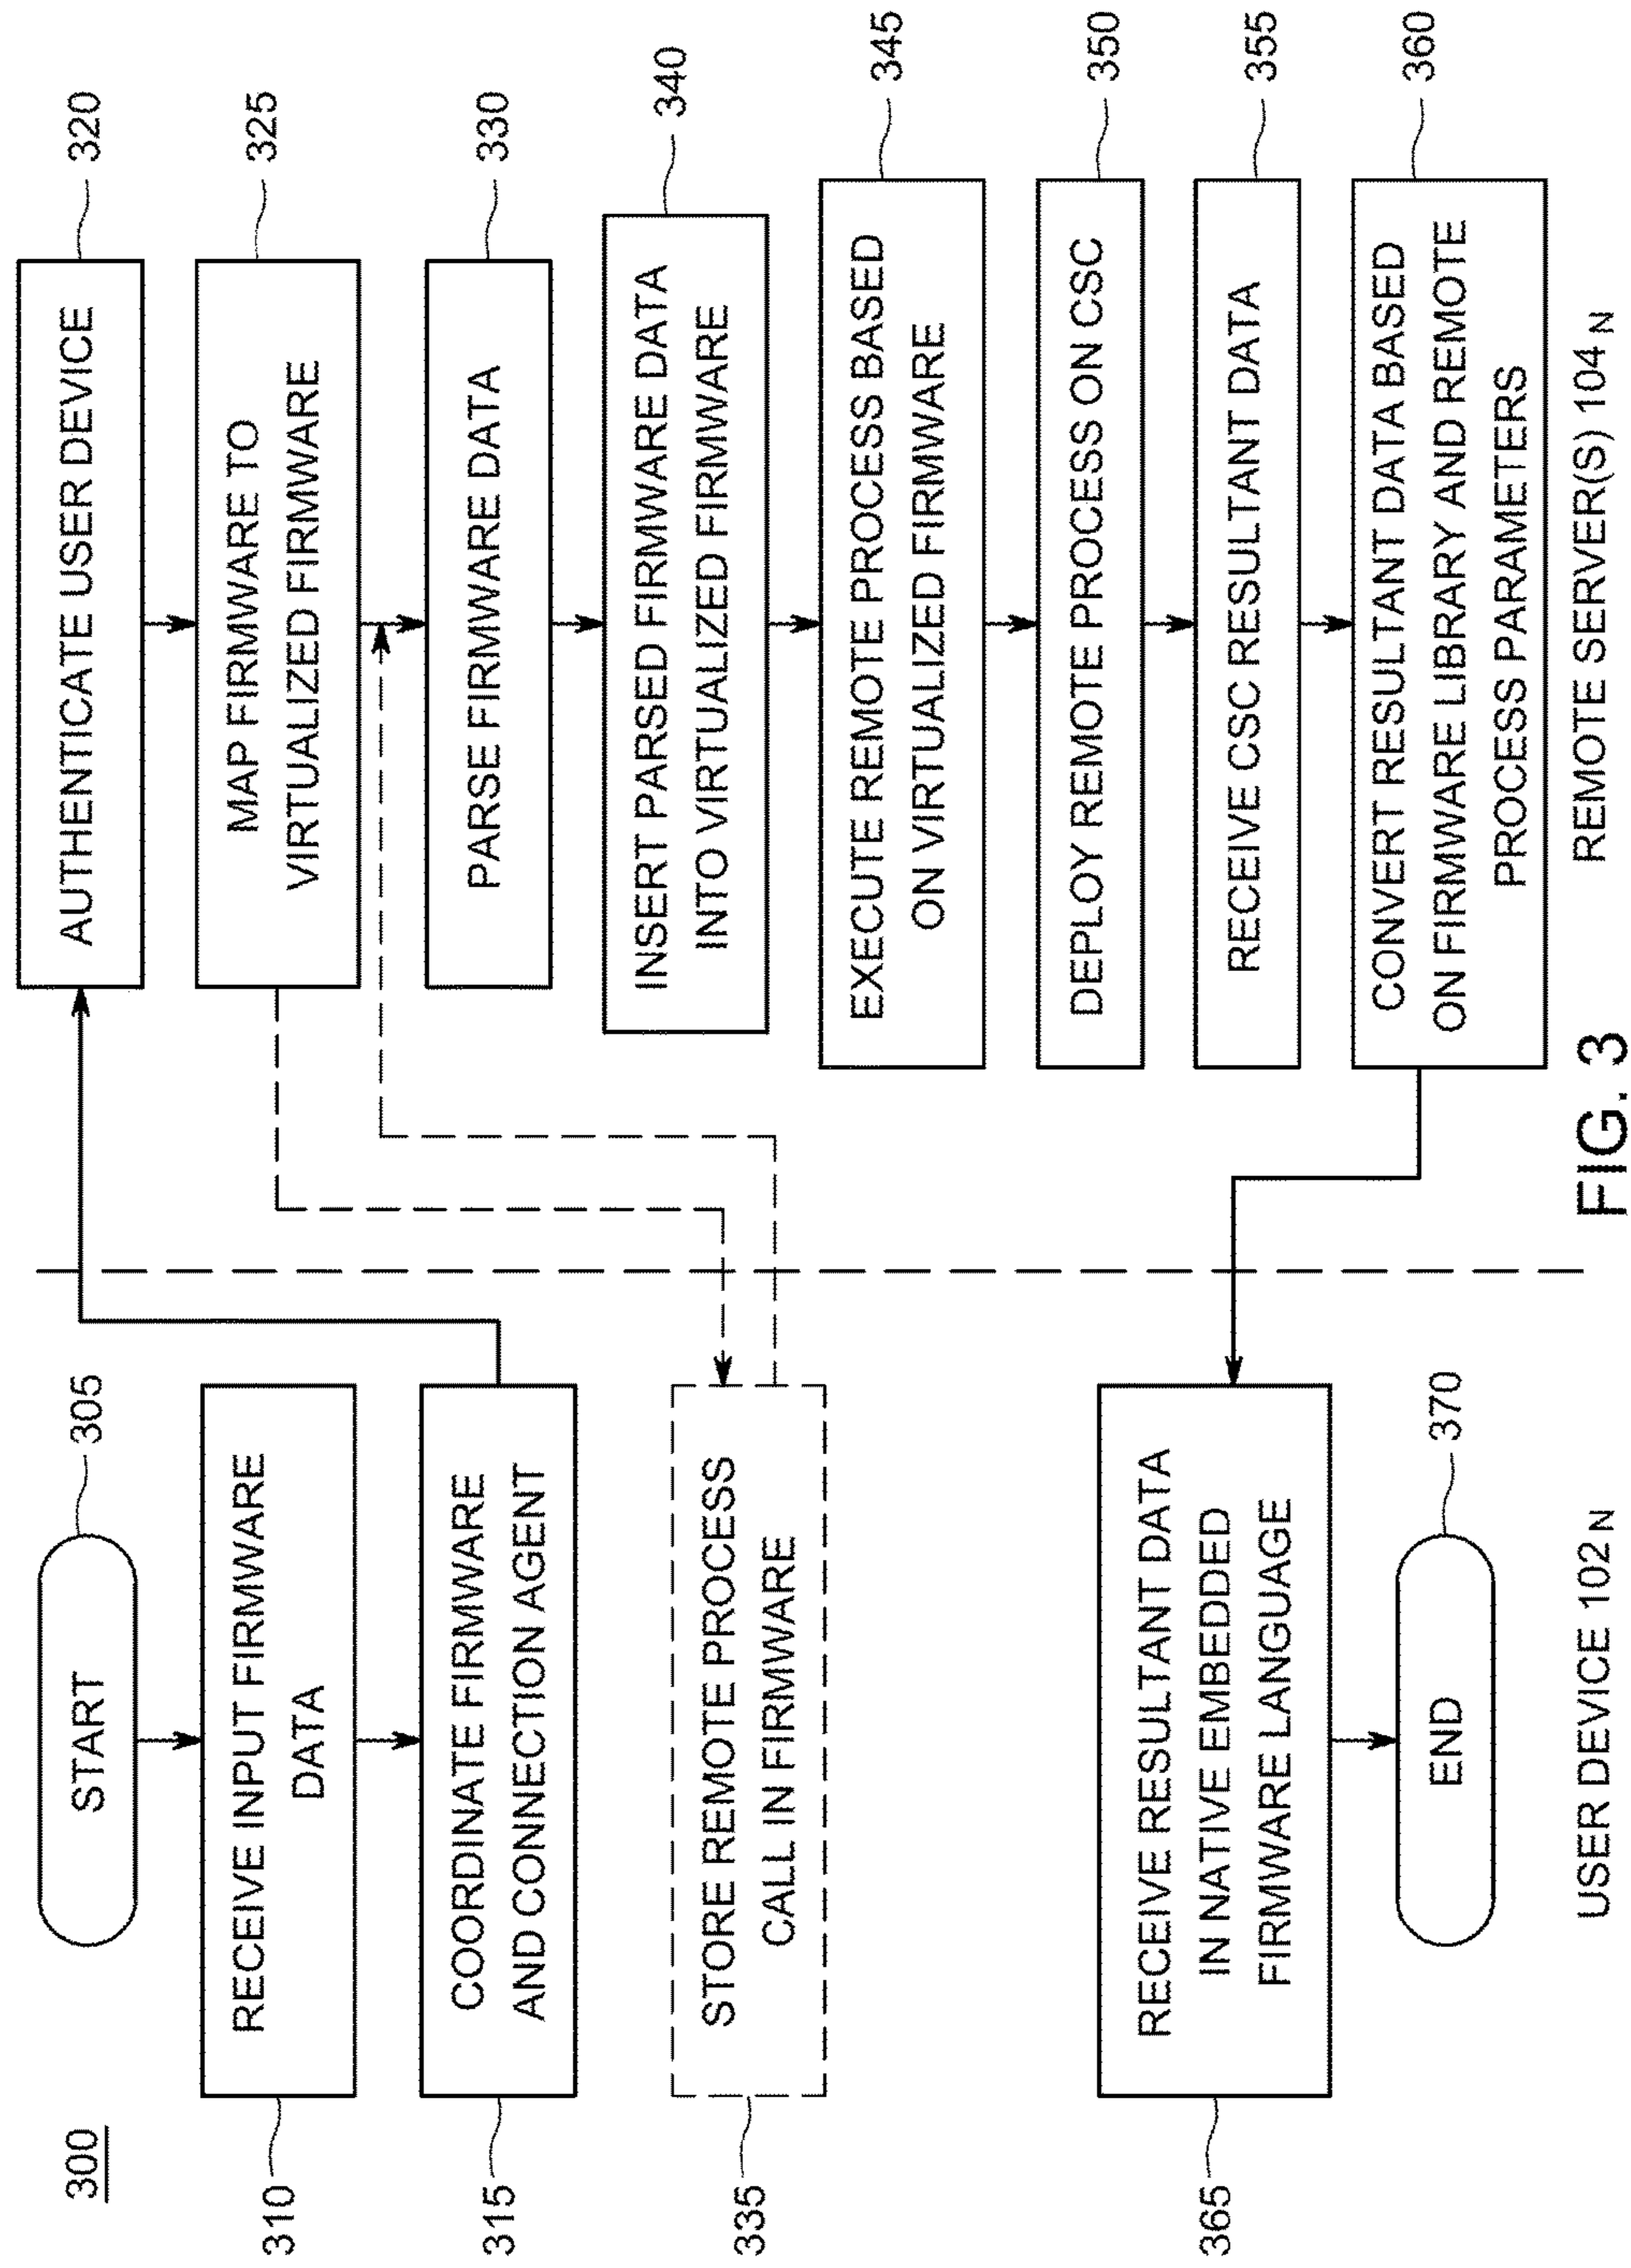 300
START
305
RECEIVE INPUT FIRMWARE
DATA
310
COORDINATE FIRMWARE
AND CONNECTION AGENT
315
STORE REMOTE PROCESS
CALL IN FIRMWARE
335
RECEIVE RESULTANT DATA
IN NATIVE EMBEDDED
FIRMWARE LANGUAGE
365
END
370
USER DEVICE 102 N
AUTHENTICATE USER DEVICE
320
MAP FIRMWARE TO
VIRTUALIZED FIRMWARE
325
PARSE FIRMWARE DATA
330
INSERT PARSED FIRMWARE DATA
INTO VIRTUALIZED FIRMWARE
340
EXECUTE REMOTE PROCESS BASED
ON VIRTUALIZED FIRMWARE
345
DEPLOY REMOTE PROCESS ON CSC
350
RECEIVE CSC RESULTANT DATA
355
CONVERT RESULTANT DATA BASED
ON FIRMWARE LIBRARY AND REMOTE
PROCESS PARAMETERS
360
REMOTE SERVER(S) 104 N
FIG. 3